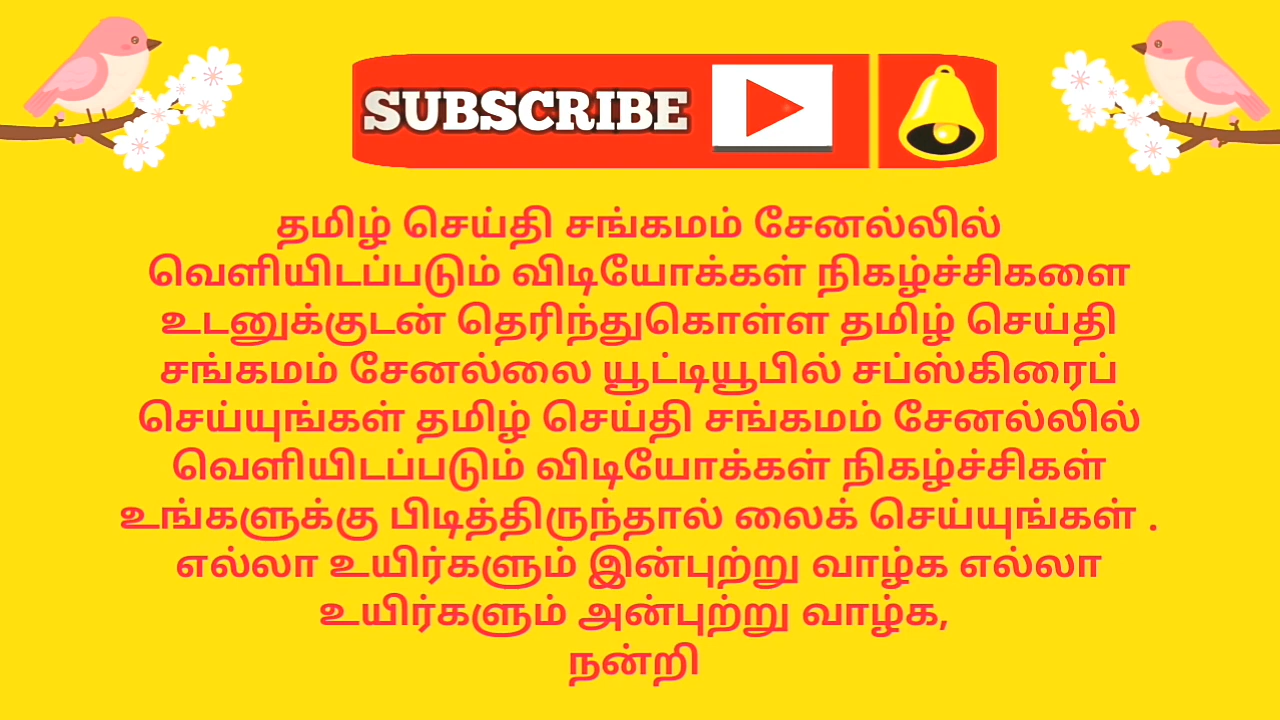 SUBSCRIBE
தமிழ் செய்தி சங்கமம் சேனல்லில்
வெளியிடப்படும் விடியோக்கள் நிகழ்ச்சிகளை
உடனுக்குடன் தெரிந்துகொள்ள தமிழ் செய்தி
சங்கமம் சேனல்லை யூட்டியூபில் சப்ஸ்கிரைப்
செய்யுங்கள் தமிழ் செய்தி சங்கமம் சேனல்லில்
வெளியிடப்படும் விடியோக்கள் நிகழ்ச்சிகள்
உங்களுக்கு பிடித்திருந்தால் லைக் செய்யுங்கள் .
எல்லா உயிர்களும் இன்புற்று வாழ்க எல்லா
உயிர்களும் அன்புற்று வாழ்க,
நன்றி